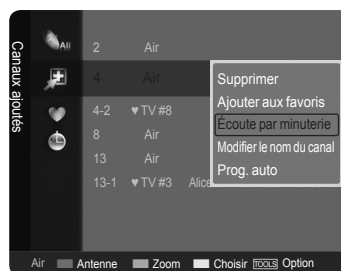 Canaux ajoutés
All
2 Air
4 Air
4-2 ♥ TV #8
8 Air
13 Air
13-1 ♥ TV #3 Alice
Supprimer
Ajouter aux favoris
Écoute par minuterie
Modifier le nom du canal
Prog. auto
Air Antenne Zoom Choisir TOOLS Option